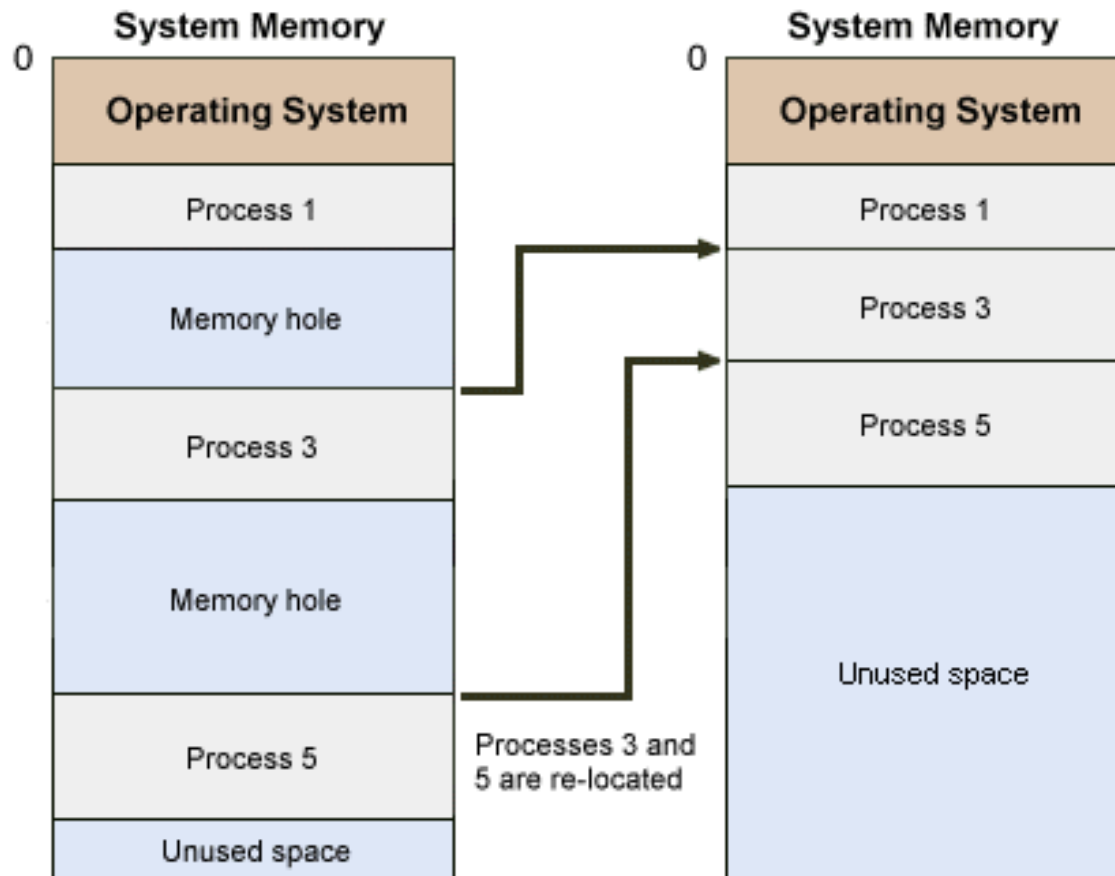 System Memory
0
Operating System
Process 1
Memory hole
Process 3
Memory hole
Process 5
Unused space
Processes 3 and
5 are re-located
System Memory
0
Operating System
Process 1
Process 3
Process 5
Unused space